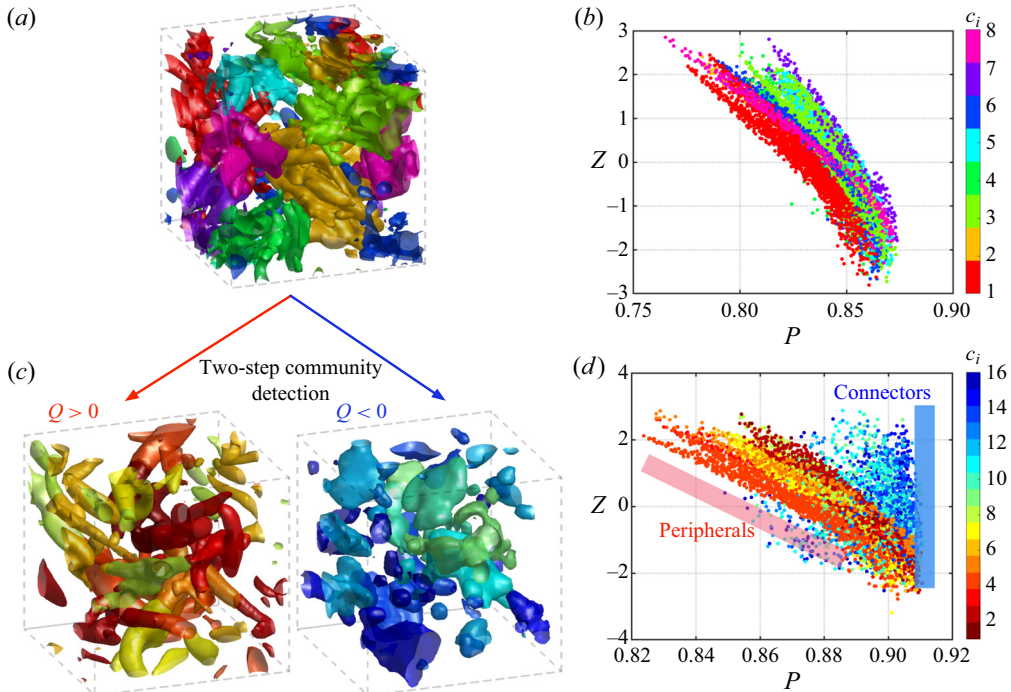 (a)
(b)
c_i
3
2
1
0
–1
–2
–3
Z
0.75
0.80
0.85
0.90
P
8
7
6
5
4
3
2
1
(c)
Two-step community
detection
Q > 0
Q < 0
(d)
c_i
4
2
0
–2
–4
Z
Connectors
Peripherals
0.82
0.84
0.86
0.88
0.90
0.92
P
16
14
12
10
8
6
4
2